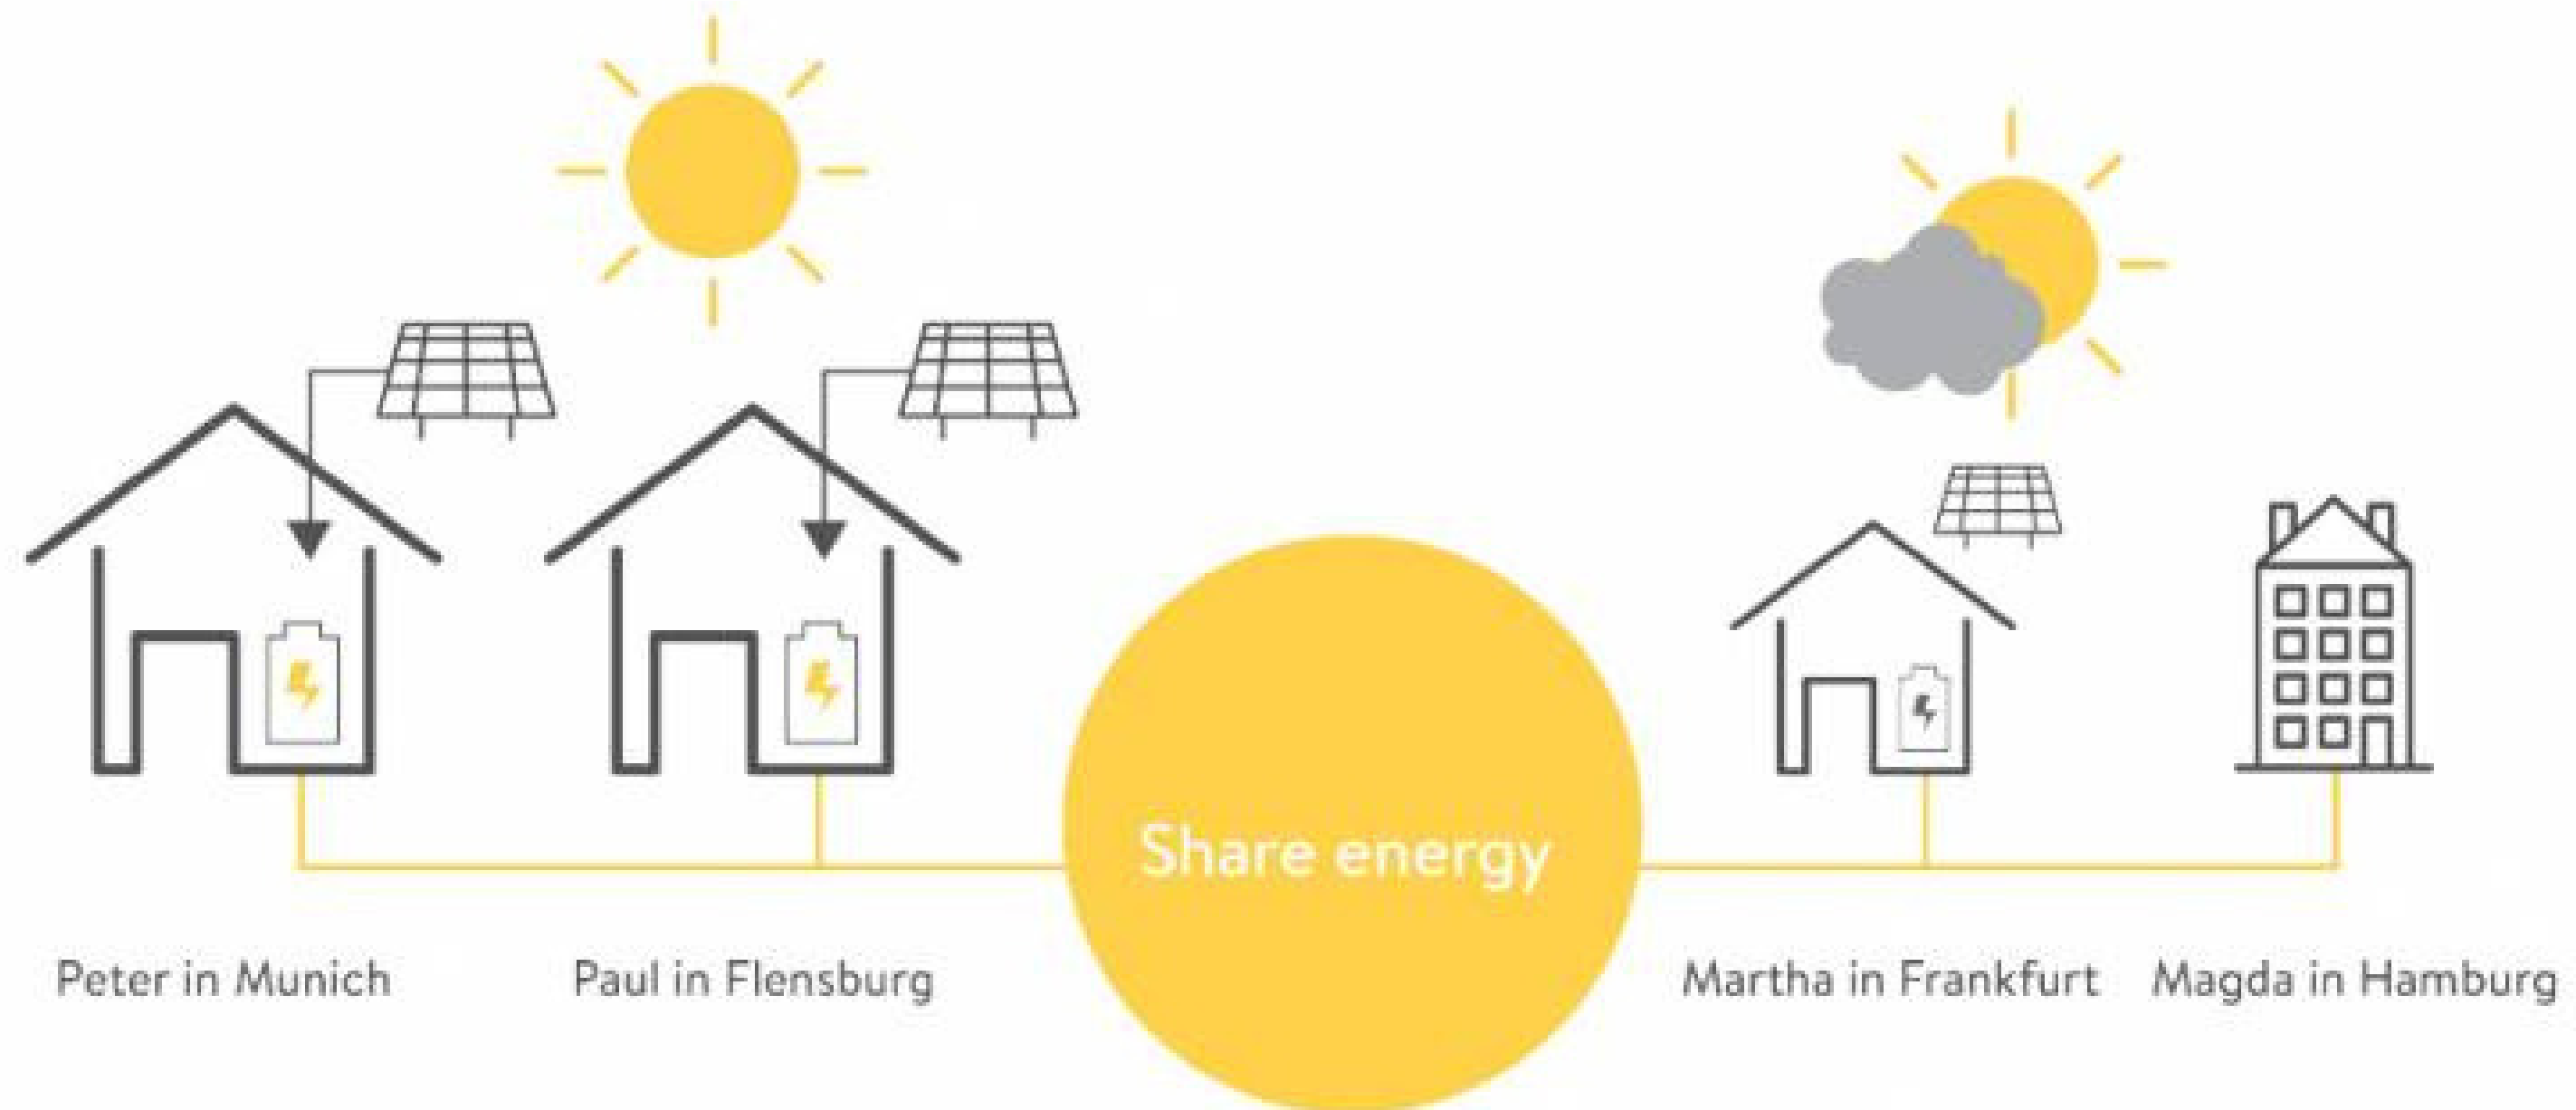 Share energy
Peter in Munich
Paul in Flensburg
Martha in Frankfurt
Magda in Hamburg